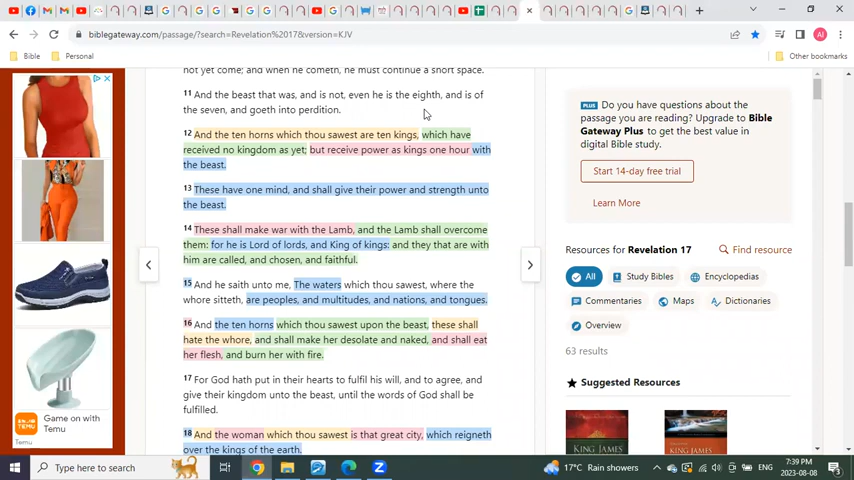 biblegateway.com/passage/?search=Revelation%2017&version=KJV
Bible
Personal
Other bookmarks
not yet come; and when he cometh, he must continue a short space.
11 And the beast that was, and is not, even he is the eighth, and is of
the seven, and goeth into perdition.
12 And the ten horns which thou sawest are ten kings, which have
received no kingdom as yet; but receive power as kings one hour with
the beast.
13 These have one mind, and shall give their power and strength unto
the beast.
14 These shall make war with the Lamb, and the Lamb shall overcome
them: for he is Lord of lords, and King of kings: and they that are with
him are called, and chosen, and faithful.
15 And he saith unto me, The waters which thou sawest, where the
whore sitteth, are peoples, and multitudes, and nations, and tongues.
16 And the ten horns which thou sawest upon the beast, these shall
hate the whore, and shall make her desolate and naked, and shall eat
her flesh, and burn her with fire.
17 For God hath put in their hearts to fulfil his will, and to agree, and
give their kingdom unto the beast, until the words of God shall be
fulfilled.
18 And the woman which thou sawest is that great city, which reigneth
over the kings of the earth.
Game on with
Temu
Temu
PLUS Do you have questions about the
passage you are reading? Upgrade to Bible
Gateway Plus to get the best value in
digital Bible study.
Start 14-day free trial
Learn More
Resources for Revelation 17
Find resource
All
Study Bibles
Encyclopedias
Commentaries
Maps
Dictionaries
Overview
63 results
Suggested Resources
KING JAMES
KING JAMES
Type here to search
17°C Rain showers
ENG
7:39 PM
2023-08-08